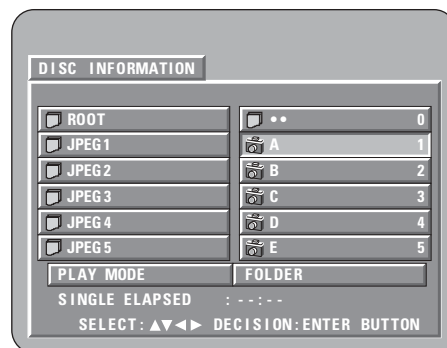 DISC INFORMATION
ROOT
JPEG1
JPEG2
JPEG3
JPEG4
JPEG5
•• 0
A 1
B 2
C 3
D 4
E 5
PLAY MODE FOLDER
SINGLE ELAPSED : --:--
SELECT:▲▼◄► DECISION:ENTER BUTTON